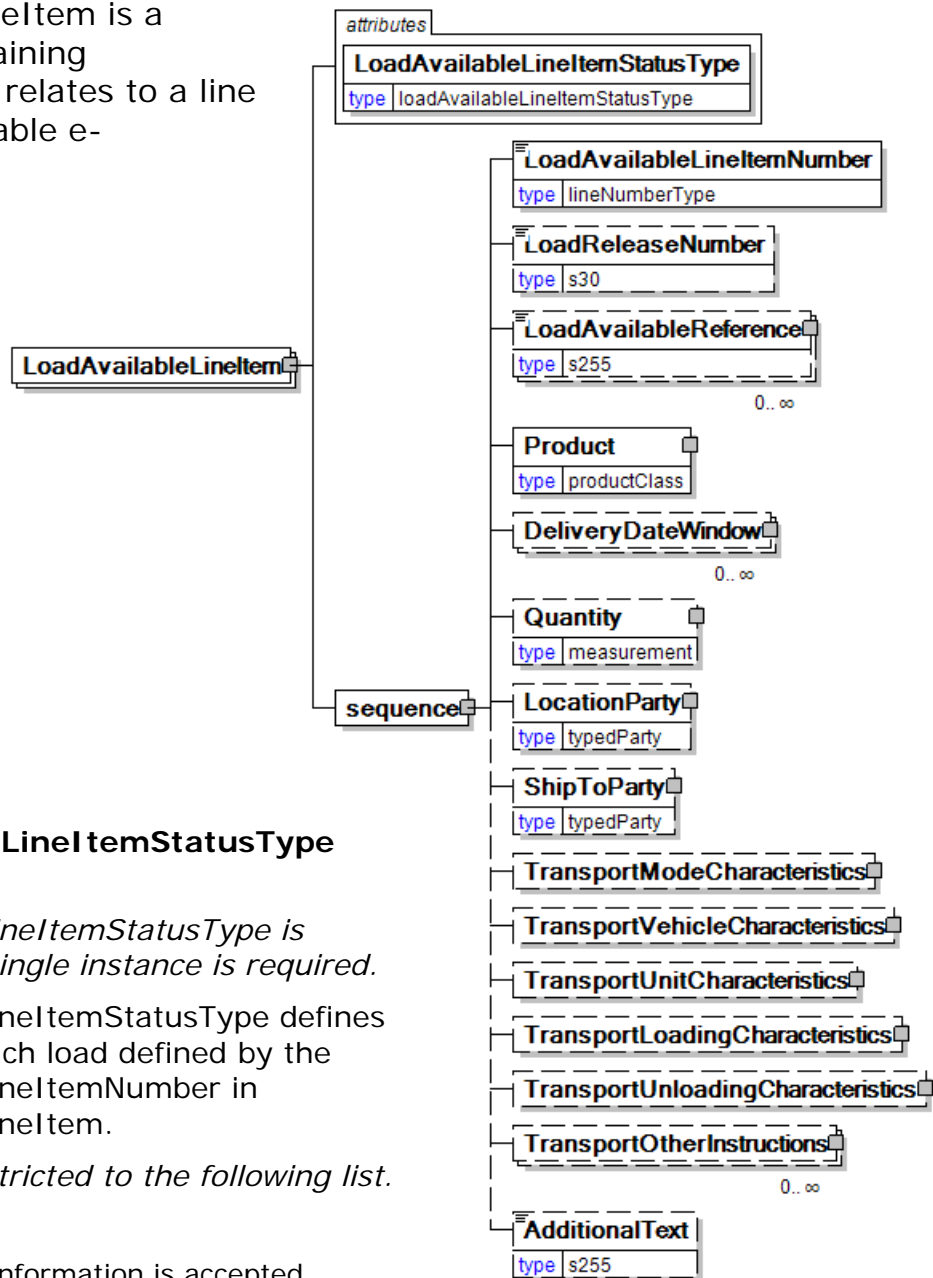 eItem is a
aining
relates to a line
able e-
attributes
LoadAvailableLineItemStatusType
type loadAvailableLineItemStatusType
LoadAvailableLineItemNumber
type lineNumberType
LoadReleaseNumber
type s30
LoadAvailableReference
type s255
0.. ∞
LoadAvailableLineItem
Product
type productClass
DeliveryDateWindow
0.. ∞
Quantity
type measurement
sequence
LocationParty
type typedParty
ShipToParty
type typedParty
TransportModeCharacteristics
TransportVehicleCharacteristics
TransportUnitCharacteristics
TransportLoadingCharacteristics
TransportUnloadingCharacteristics
TransportOtherInstructions
0.. ∞
AdditionalText
type s255
LineItemStatusType
ineItemStatusType is
ingle instance is required.
neItemStatusType defines
ch load defined by the
neItemNumber in
neItem.
tricted to the following list.
nformation is accepted